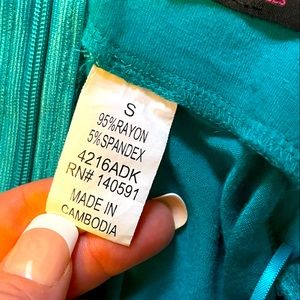 S
95%RAYON
5%SPANDEX
4216ADK
RN# 140591
MADE IN
CAMBODIA